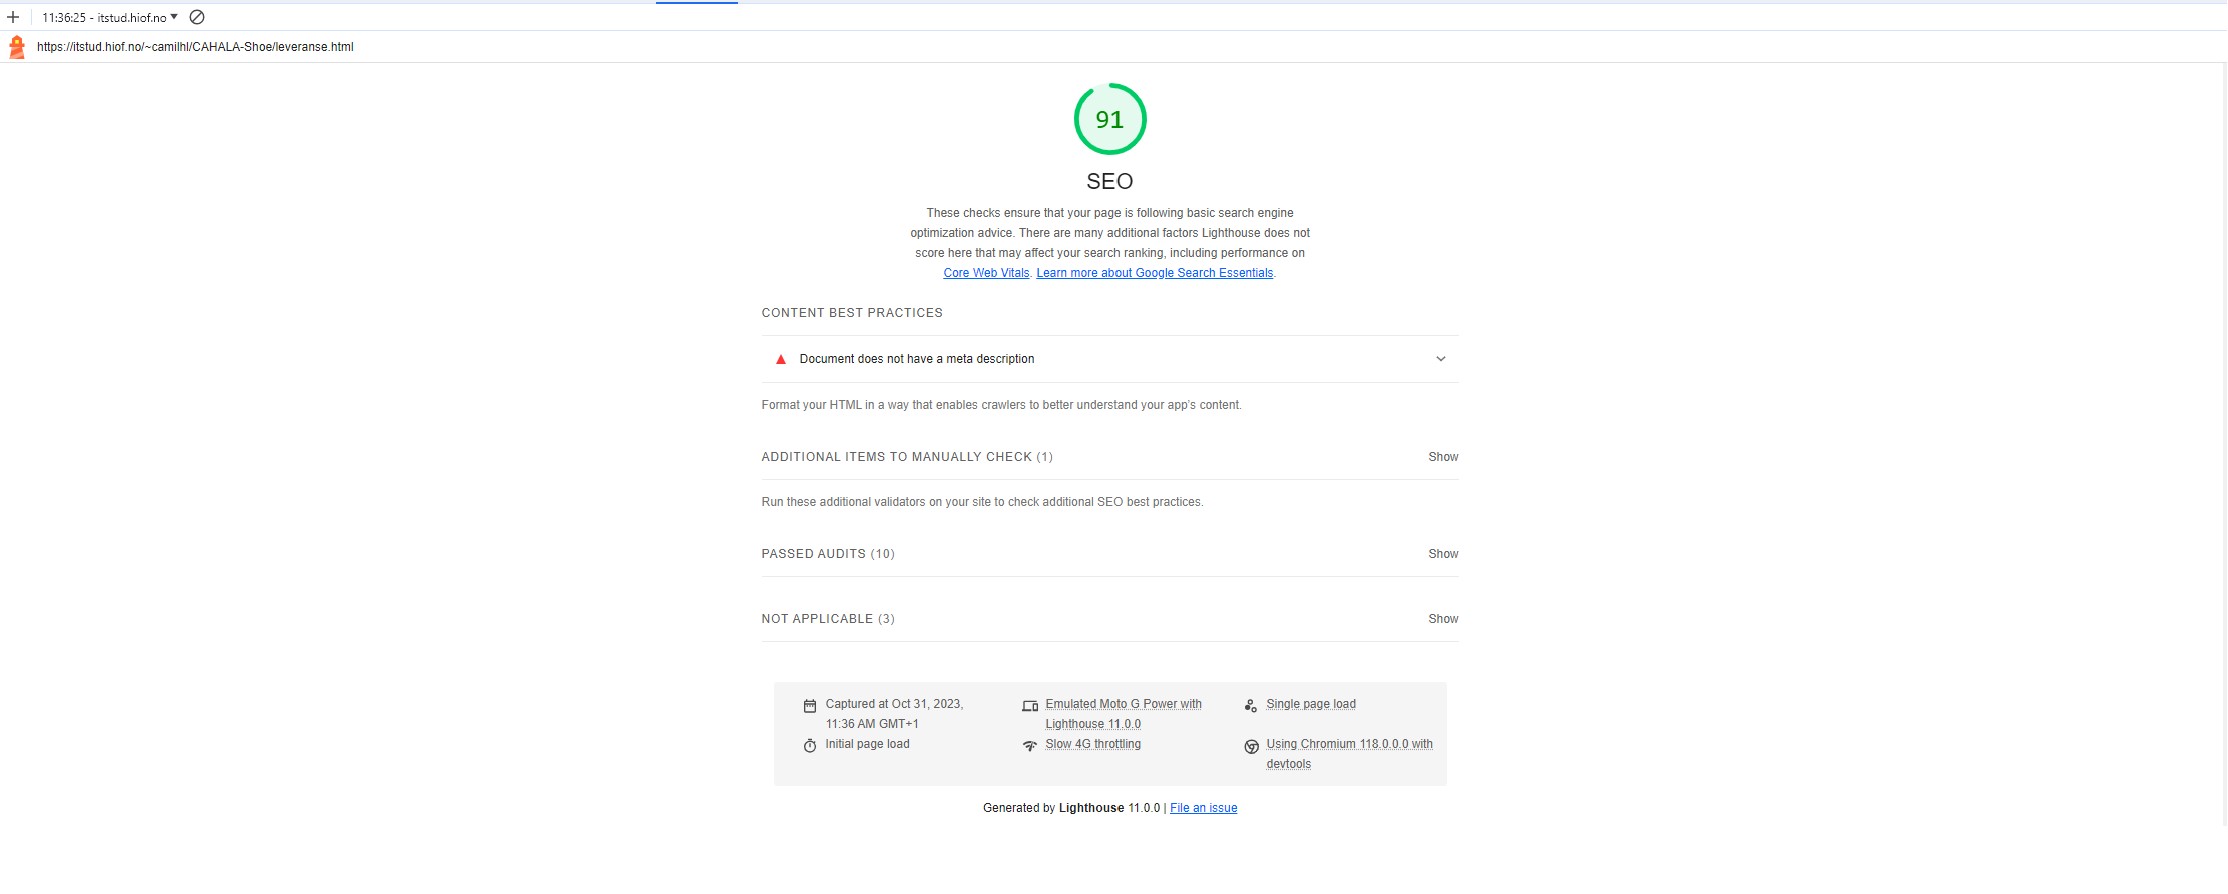 11:36:25 - itstud.hiof.no
https://itstud.hiof.no/~camilhl/CAHALA-Shoe/leveranse.html
91
SEO
These checks ensure that your page is following basic search engine
optimization advice. There are many additional factors Lighthouse does not
score here that may affect your search ranking, including performance on
Core Web Vitals. Learn more about Google Search Essentials.
CONTENT BEST PRACTICES
Document does not have a meta description
Format your HTML in a way that enables crawlers to better understand your app's content.
ADDITIONAL ITEMS TO MANUALLY CHECK (1) Show
Run these additional validators on your site to check additional SEO best practices.
PASSED AUDITS (10) Show
NOT APPLICABLE (3) Show
Captured at Oct 31, 2023,
11:36 AM GMT+1
Initial page load
Emulated Moto G Power with
Lighthouse 11.0.0
Slow 4G throttling
Single page load
Using Chromium 118.0.0.0 with
devtools
Generated by Lighthouse 11.0.0 | File an issue